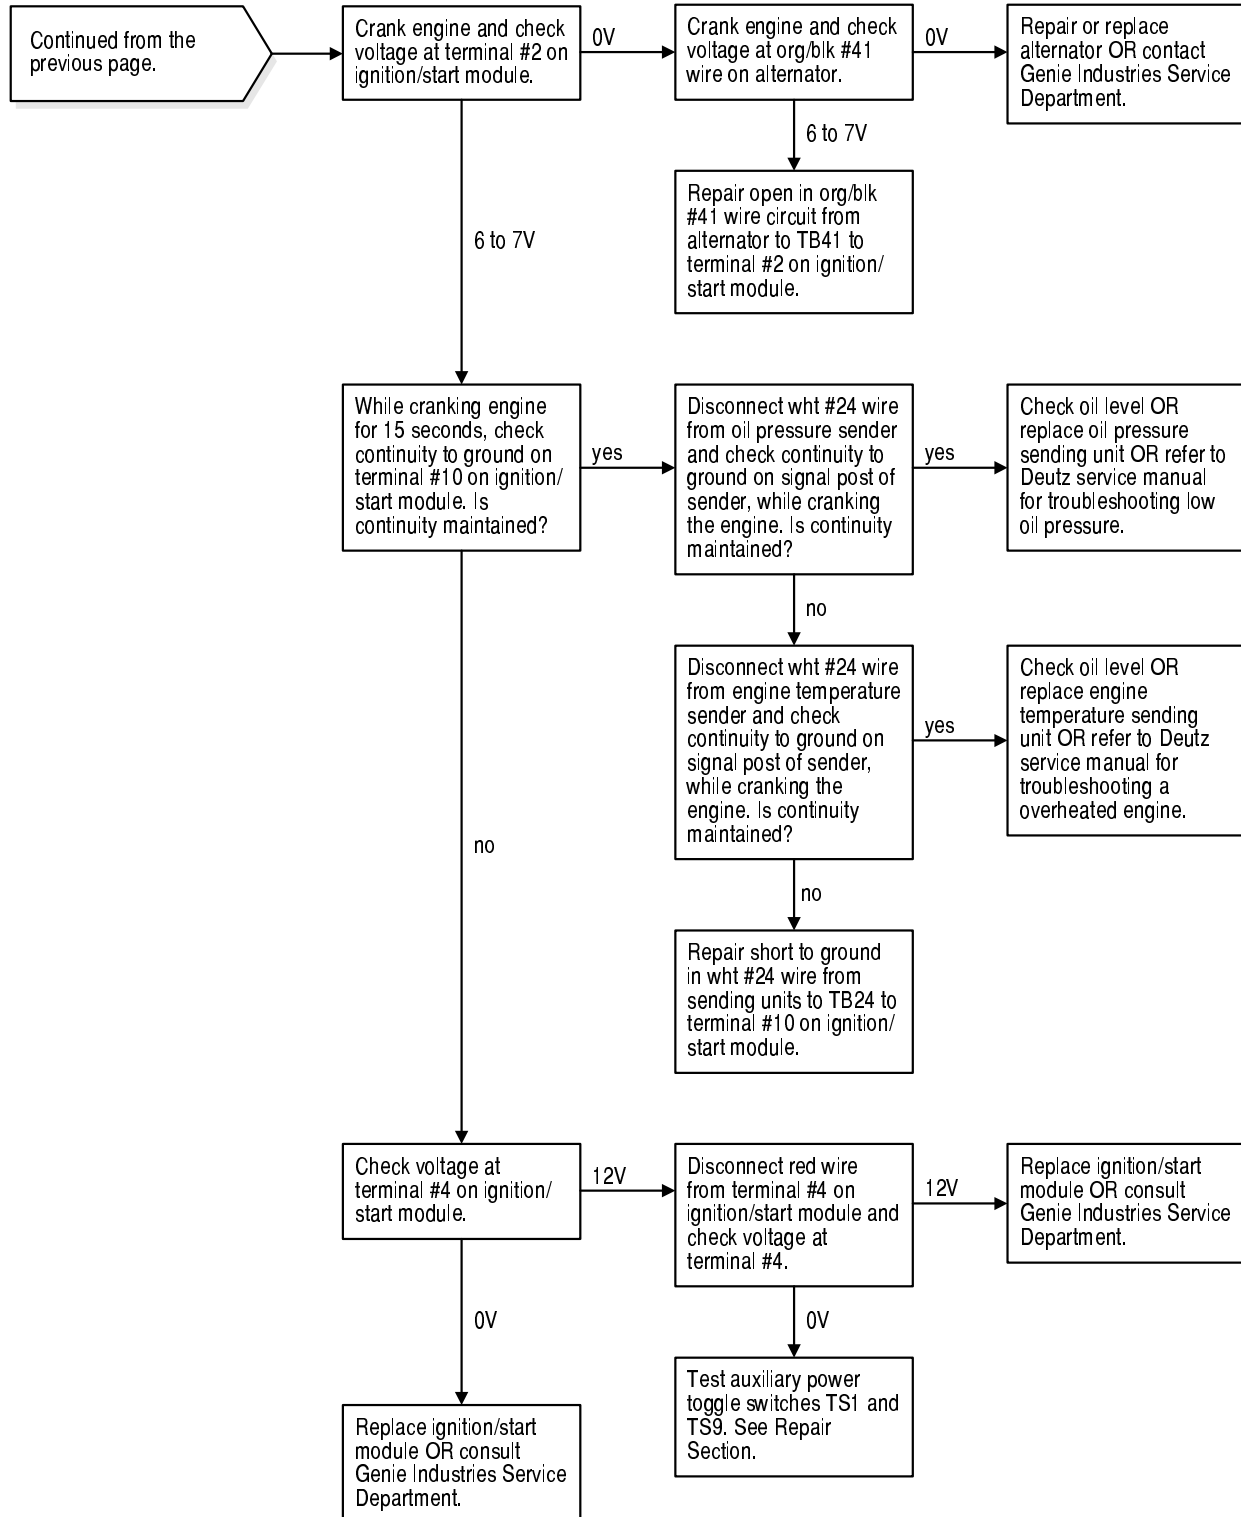 Continued from the
previous page.
Crank engine and check
voltage at terminal #2 on
ignition/start module.
0V
Crank engine and check
voltage at org/blk #41
wire on alternator.
0V
Repair or replace
alternator OR contact
Genie Industries Service
Department.
6 to 7V
Repair open in org/blk
#41 wire circuit from
alternator to TB41 to
terminal #2 on ignition/
start module.
6 to 7V
While cranking engine
for 15 seconds, check
continuity to ground on
terminal #10 on ignition/
start module. Is
continuity maintained?
yes
Disconnect wht #24 wire
from oil pressure sender
and check continuity to
ground on signal post of
sender, while cranking
the engine. Is continuity
maintained?
yes
Check oil level OR
replace oil pressure
sending unit OR refer to
Deutz service manual
for troubleshooting low
oil pressure.
no
Disconnect wht #24 wire
from engine temperature
sender and check
continuity to ground on
signal post of sender,
while cranking the
engine. Is continuity
maintained?
yes
Check oil level OR
replace engine
temperature sending
unit OR refer to Deutz
service manual for
troubleshooting a
overheated engine.
no
no
Repair short to ground
in wht #24 wire from
sending units to TB24 to
terminal #10 on ignition/
start module.
Check voltage at
terminal #4 on ignition/
start module.
12V
Disconnect red wire
from terminal #4 on
ignition/start module and
check voltage at
terminal #4.
12V
Replace ignition/start
module OR consult
Genie Industries Service
Department.
0V
0V
Test auxiliary power
toggle switches TS1 and
TS9. See Repair
Section.
Replace ignition/start
module OR consult
Genie Industries Service
Department.